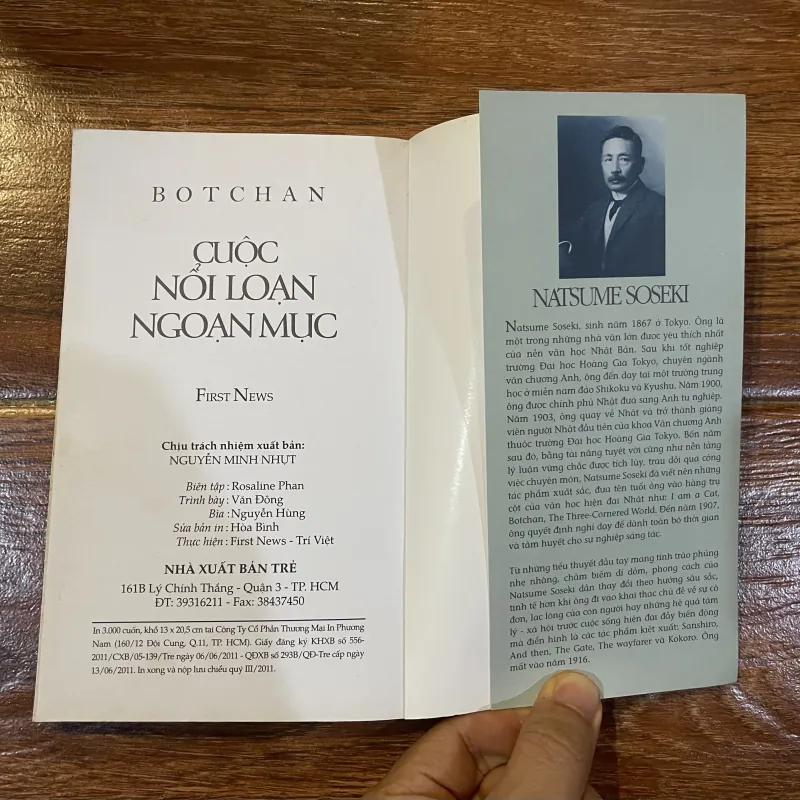 BOTCHAN
CUỘC
NỔI LOẠN
NGOẠN MỤC
FIRST NEWS
Chịu trách nhiệm xuất bản:
NGUYỄN MINH NHỰT
Biên tập : Rosaline Phan
Trình bày : Văn Đông
Bìa : Nguyễn Hùng
Sửa bản in : Hòa Bình
Thực hiện : First News - Trí Việt
NHÀ XUẤT BẢN TRẺ
161B Lý Chính Thắng - Quận 3 - TP. HCM
ĐT: 39316211 - Fax: 38437450
In 3.000 cuốn, khổ 13 x 20,5 cm tại Công Ty Cổ Phần Thương Mại In Phương
Nam (160/12 Đội Cung, Q.11, TP. HCM). Giấy đăng ký KHXB số 556-
2011/CXB/05-139/Tre ngày 06/06/2011 - QĐXB số 293B/QĐ-Tre cấp ngày
13/06/2011. In xong và nộp lưu chiểu quý III/2011.
NATSUME SOSEKI
Natsume Soseki, sinh năm 1867 ở Tokyo. Ông là
một trong những nhà văn lớn được yêu thích nhất
của nền văn học Nhật Bản. Sau khi tốt nghiệp
trường Đại học Hoàng Gia Tokyo, chuyên ngành
văn chương Anh, ông đến dạy tại một trường trung
học ở miền nam đảo Shikoku và Kyushu. Năm 1900,
ông được chính phủ Nhật đưa sang Anh tu nghiệp.
Năm 1903, ông quay về Nhật và trở thành giảng
viên người Nhật đầu tiên của khoa Văn chương Anh
thuộc trường Đại học Hoàng Gia Tokyo. Bốn năm
sau đó, bằng tài năng tuyệt vời cũng như nền tảng
lý luận vững chắc được tích lũy, trau dồi qua công
việc chuyên môn, Natsume Soseki đã viết nên những
tác phẩm xuất sắc, đưa tên tuổi ông vào hàng trụ
cột của văn học hiện đại Nhật như: I am a Cat,
Botchan, The Three-Cornered World. Đến năm 1907,
ông quyết định nghỉ dạy để dành toàn bộ thời gian
và tâm huyết cho sự nghiệp sáng tác.
Từ những tiểu thuyết đầu tay mang tính trào phúng
nhẹ nhàng, châm biếm dí dỏm, phong cách của
Natsume Soseki dần thay đổi theo hướng sâu sắc,
tinh tế hơn khi ông đi vào khai thác chủ đề về sự cô
đơn, lạc lõng của con người hay những hệ quả tâm
lý - xã hội trước cuộc sống hiện đại đầy biến động
mà điển hình là các tác phẩm kiệt xuất: Sanshiro,
And then, The Gate, The wayfarer và Kokoro. Ông
mất vào năm 1916.